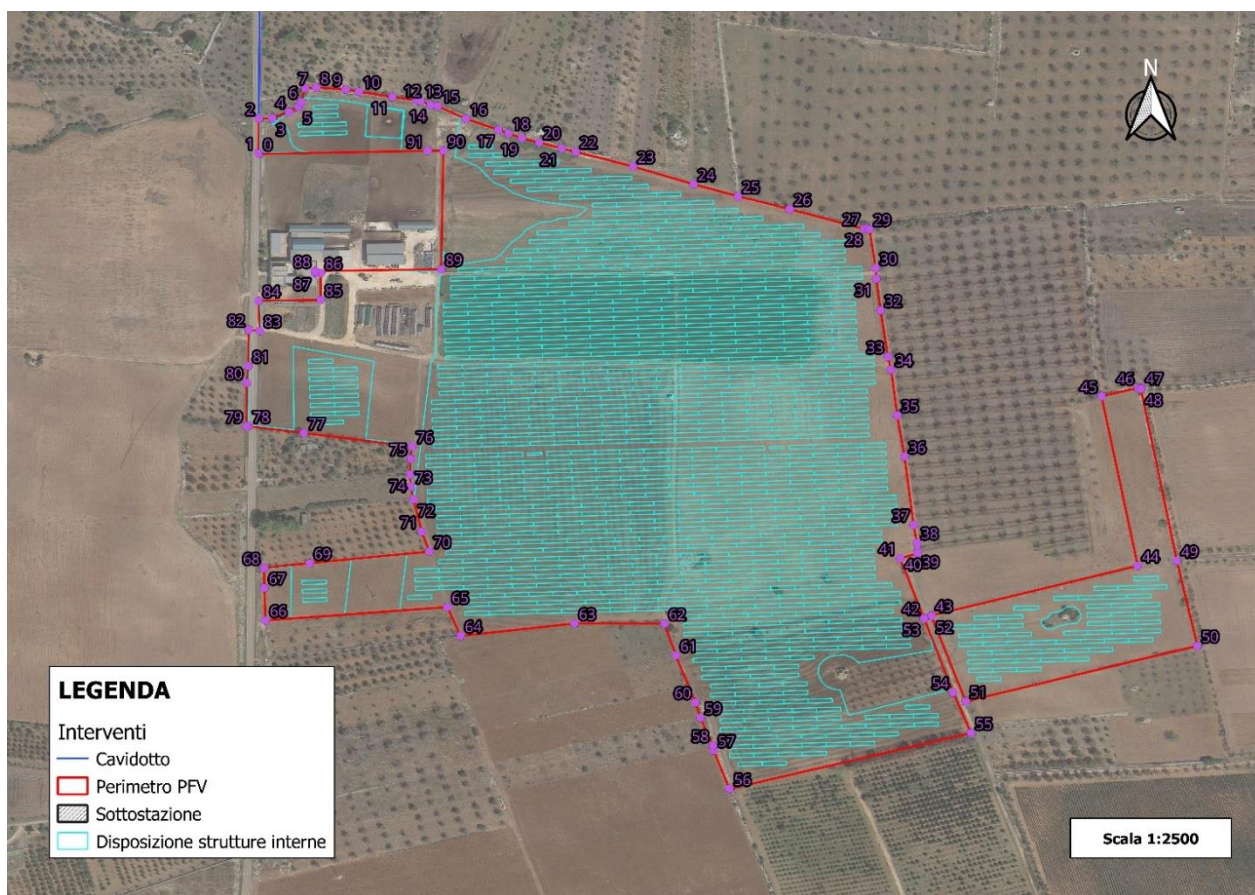 N
7 8 9 10
6 12 13 15
2 4 5 11 14 16
3 18
1 0 91 90 17 19 20 22
21 23
24
25
26
27 29
28
88 86 89 30
87 31
84 85 32
82 83
33 34
81
80 46 47
45 48
35
79 78
77 76 36
75
73
74
72 37
71 38
70 41 39
68 69 40 44 49
67
65 42 43
66 62 53 52
64 63
61 50
60 54 51
59
58 57 55
56
LEGENDA
Interventi
Cavidotto
Perimetro PFV
Sottostazione
Disposizione strutture interne
Scala 1:2500